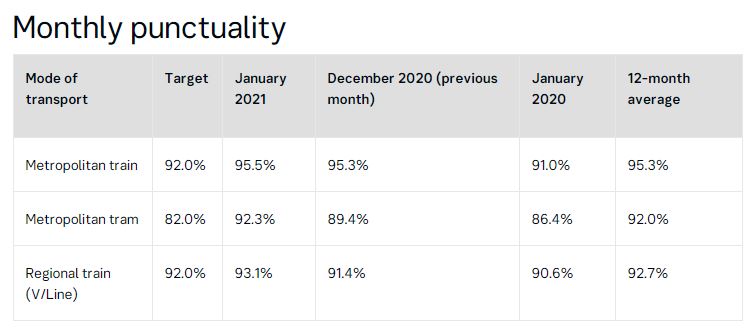 Monthly punctuality
Mode of transport Target January 2021 December 2020 (previous month) January 2020 12-month average
Metropolitan train 92.0% 95.5% 95.3% 91.0% 95.3%
Metropolitan tram 82.0% 92.3% 89.4% 86.4% 92.0%
Regional train (V/Line) 92.0% 93.1% 91.4% 90.6% 92.7%